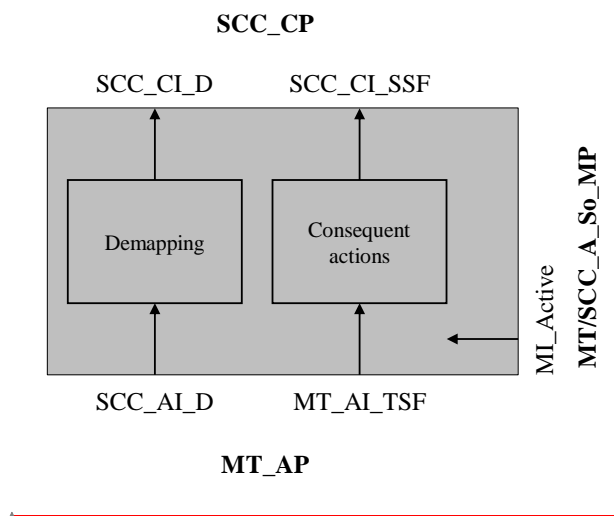 SCC_CP
SCC_CI_D SCC_CI_SSF
Demapping
Consequent
actions
MI_Active
MT/SCC_A_So_MP
SCC_AI_D MT_AI_TSF
MT_AP